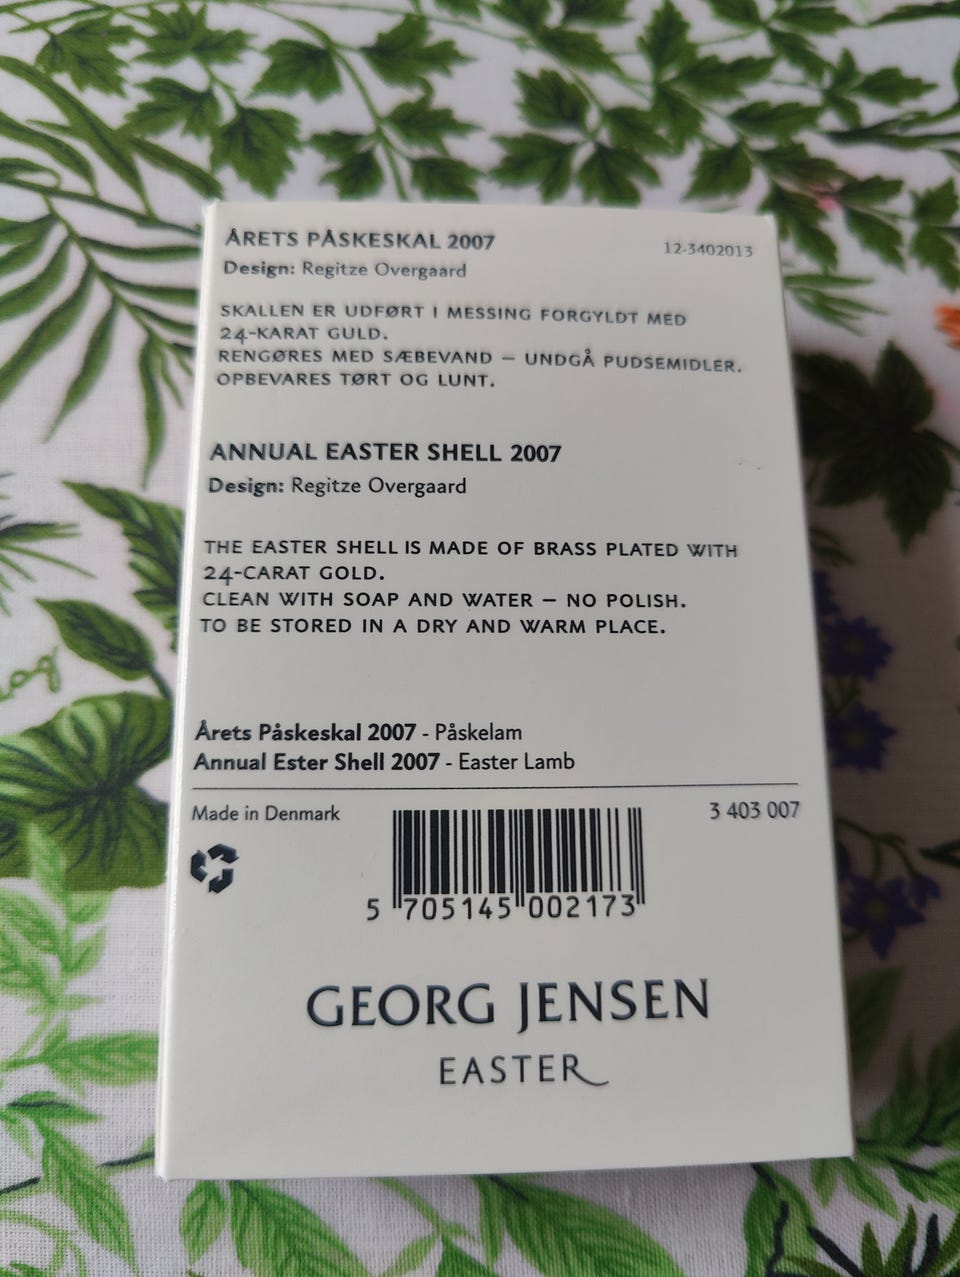 ÅRETS PÅSKESKAL 2007
12-3402013
Design: Regitze Overgaard
SKALLEN ER UDFØRT I MESSING FORGYLDT MED
24-KARAT GULD.
RENGØRES MED SÆBEVAND – UNDGÅ PUDSEMIDLER.
OPBEVARES TØRT OG LUNT.
ANNUAL EASTER SHELL 2007
Design: Regitze Overgaard
THE EASTER SHELL IS MADE OF BRASS PLATED WITH
24-CARAT GOLD.
CLEAN WITH SOAP AND WATER – NO POLISH.
TO BE STORED IN A DRY AND WARM PLACE.
Årets Påskeskal 2007 - Påskelam
Annual Ester Shell 2007 - Easter Lamb
Made in Denmark
3 403 007
5 705145 002173
GEORG JENSEN
EASTER